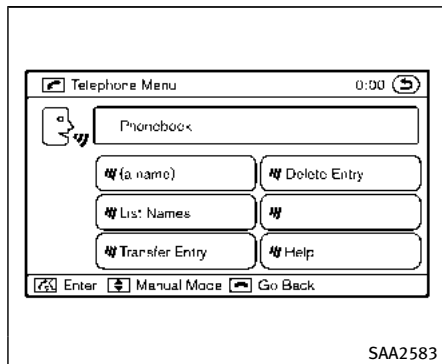 Telephone Menu 0:00
Phonebook
(a name) Delete Entry
List Names
Transfer Entry Help
Enter Manual Mode Go Back
SAA2583